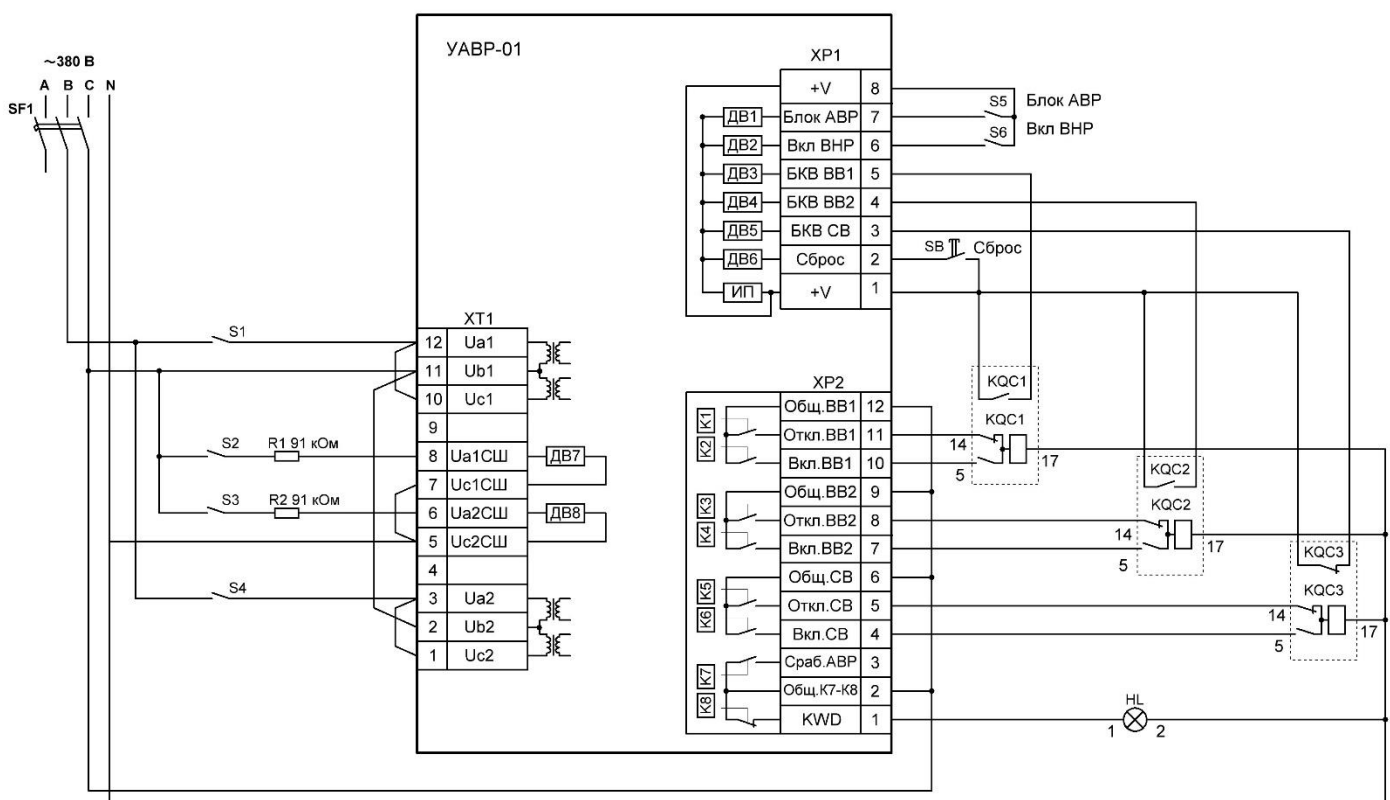 УАВР-01
~380 В
A B C N
SF1
XP1
+V 8
ДВ1 Блок АВР 7 S5 Блок АВР
ДВ2 Вкл ВНР 6 S6 Вкл ВНР
ДВ3 БКВ ВВ1 5
ДВ4 БКВ ВВ2 4
ДВ5 БКВ СВ 3
ДВ6 Сброс 2 SB Сброс
ИП +V 1
XT1
S1 12 Ua1
11 Ub1
10 Uc1
9
S2 R1 91 кОм 8 Ua1СШ ДВ7
7 Uc1СШ
S3 R2 91 кОм 6 Ua2СШ ДВ8
5 Uc2СШ
4
S4 3 Ua2
2 Ub2
1 Uc2
XP2
K1 Общ.ВВ1 12
K2 Откл.ВВ1 11
Вкл.ВВ1 10
K3 Общ.ВВ2 9
K4 Откл.ВВ2 8
Вкл.ВВ2 7
K5 Общ.СВ 6
K6 Откл.СВ 5
Вкл.СВ 4
K7 Сраб.АВР 3
K8 Общ.К7-К8 2
KWD 1
KQC1
KQC1
14
5 17
KQC2
KQC2
14
5 17
KQC3
KQC3
14
5 17
HL
1 2